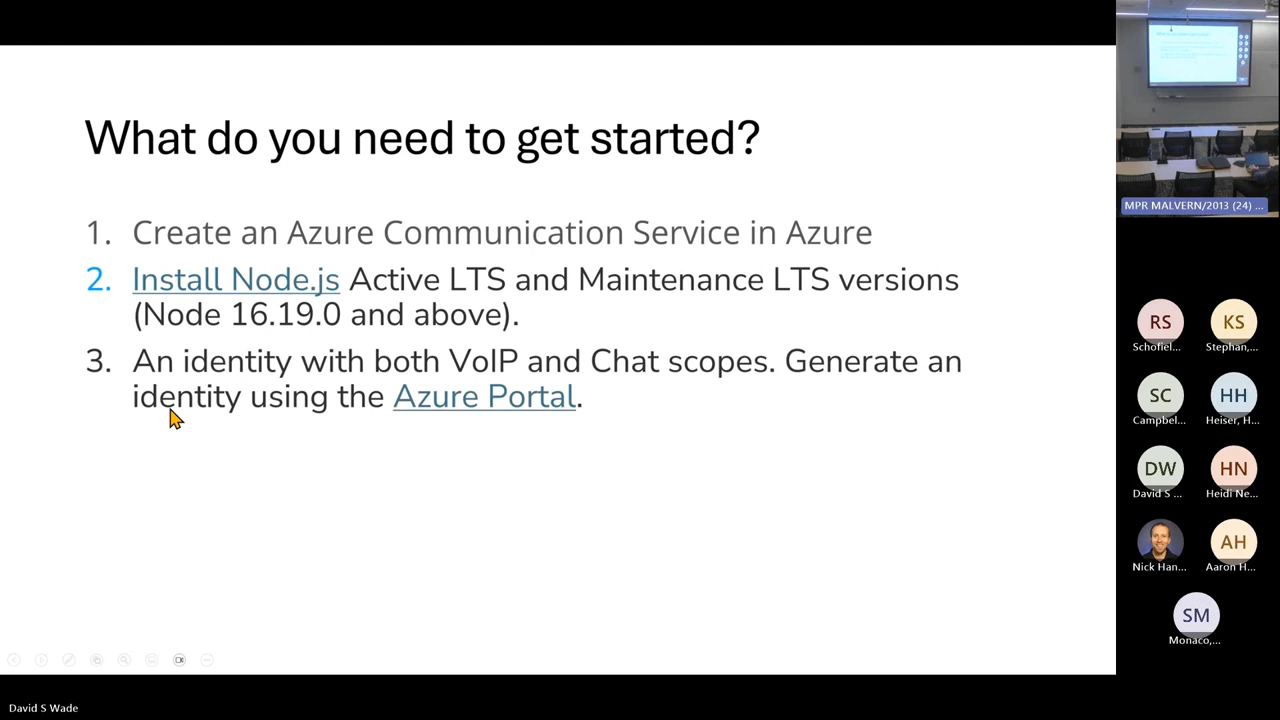 What do you need to get started?
1. Create an Azure Communication Service in Azure
2. Install Node.js Active LTS and Maintenance LTS versions
(Node 16.19.0 and above).
3. An identity with both VoIP and Chat scopes. Generate an
identity using the Azure Portal.
MPR MALVERN/2013 (24) ...
RS
Schofiel...
KS
Stephan,...
SC
Campbel...
HH
Heiser, H...
DW
David S ...
HN
Heidi Ne...
Nick Han...
AH
Aaron H...
SM
Monaco,...
David S Wade